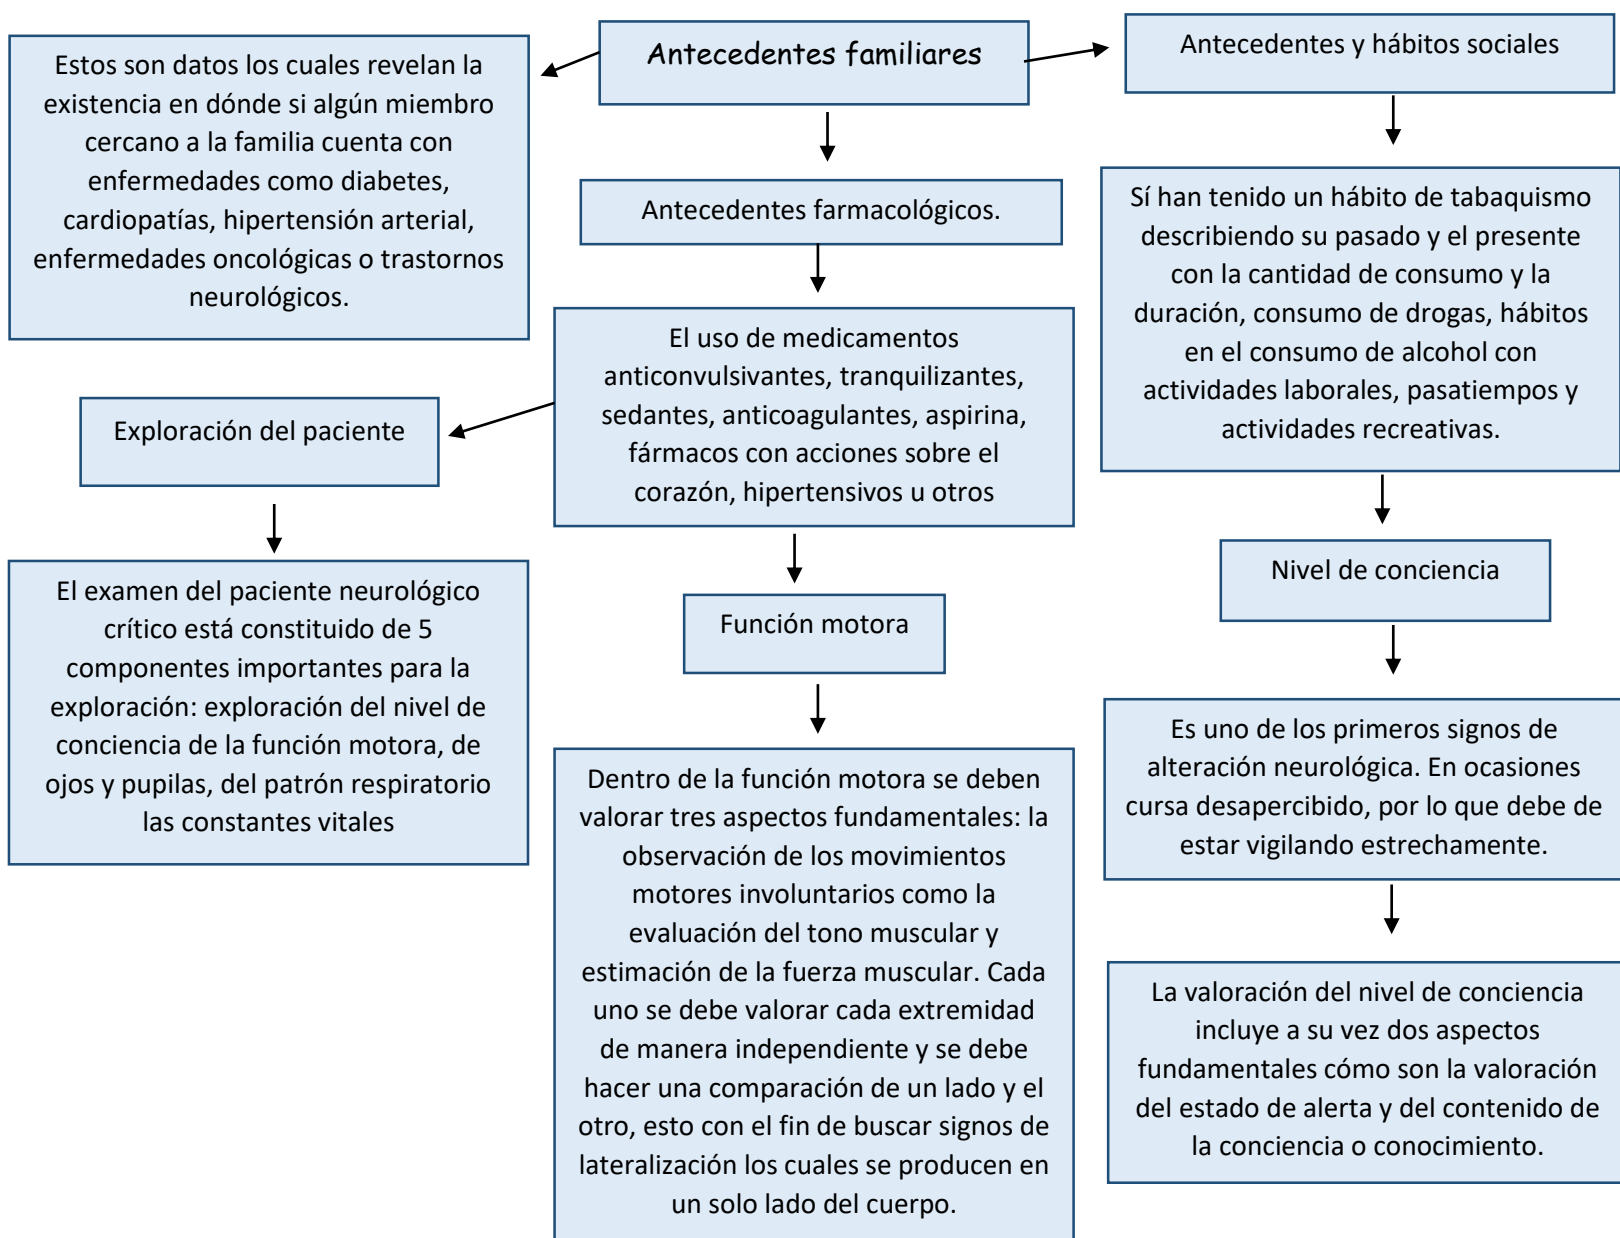 Antecedentes familiares
Estos son datos los cuales revelan la
existencia en dónde si algún miembro
cercano a la familia cuenta con
enfermedades como diabetes,
cardiopatías, hipertensión arterial,
enfermedades oncológicas o trastornos
neurológicos.
Antecedentes y hábitos sociales
Antecedentes farmacológicos.
Sí han tenido un hábito de tabaquismo
describiendo su pasado y el presente
con la cantidad de consumo y la
duración, consumo de drogas, hábitos
en el consumo de alcohol con
actividades laborales, pasatiempos y
actividades recreativas.
El uso de medicamentos
anticonvulsivantes, tranquilizantes,
sedantes, anticoagulantes, aspirina,
fármacos con acciones sobre el
corazón, hipertensivos u otros
Exploración del paciente
El examen del paciente neurológico
crítico está constituido de 5
componentes importantes para la
exploración: exploración del nivel de
conciencia de la función motora, de
ojos y pupilas, del patrón respiratorio
las constantes vitales
Función motora
Dentro de la función motora se deben
valorar tres aspectos fundamentales: la
observación de los movimientos
motores involuntarios como la
evaluación del tono muscular y
estimación de la fuerza muscular. Cada
uno se debe valorar cada extremidad
de manera independiente y se debe
hacer una comparación de un lado y el
otro, esto con el fin de buscar signos de
lateralización los cuales se producen en
un solo lado del cuerpo.
Nivel de conciencia
Es uno de los primeros signos de
alteración neurológica. En ocasiones
cursa desapercibido, por lo que debe de
estar vigilando estrechamente.
La valoración del nivel de conciencia
incluye a su vez dos aspectos
fundamentales cómo son la valoración
del estado de alerta y del contenido de
la conciencia o conocimiento.